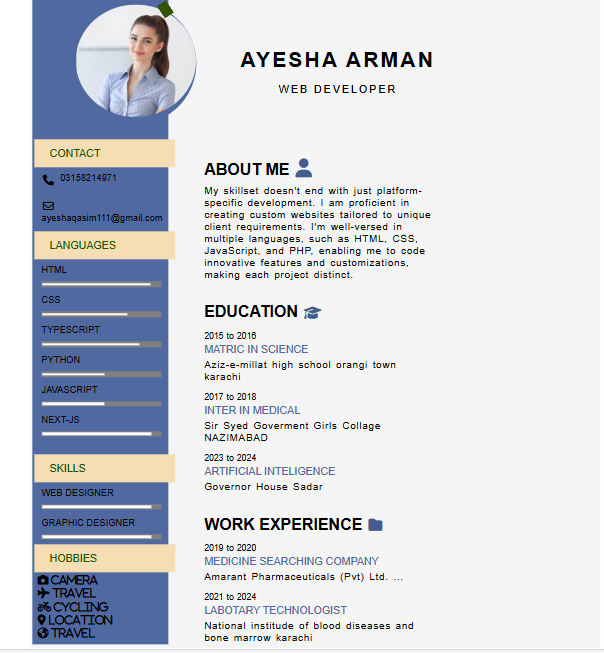 AYESHA ARMAN
WEB DEVELOPER
CONTACT
03158214971
ayeshaqasim111@gmail.com
LANGUAGES
HTML
CSS
TYPESCRIPT
PYTHON
JAVASCRIPT
NEXT-JS
SKILLS
WEB DESIGNER
GRAPHIC DESIGNER
HOBBIES
CAMERA
TRAVEL
CYCLING
LOCATION
TRAVEL
ABOUT ME
My skillset doesn't end with just platform-
specific development. I am proficient in
creating custom websites tailored to unique
client requirements. I'm well-versed in
multiple languages, such as HTML, CSS,
JavaScript, and PHP, enabling me to code
innovative features and customizations,
making each project distinct.
EDUCATION
2015 to 2016
MATRIC IN SCIENCE
Aziz-e-millat high school orangi town
karachi
2017 to 2018
INTER IN MEDICAL
Sir Syed Goverment Girls Collage
NAZIMABAD
2023 to 2024
ARTIFICIAL INTELIGENCE
Governor House Sadar
WORK EXPERIENCE
2019 to 2020
MEDICINE SEARCHING COMPANY
Amarant Pharmaceuticals (Pvt) Ltd. ...
2021 to 2024
LABOTARY TECHNOLOGIST
National institute of blood diseases and
bone marrow karachi